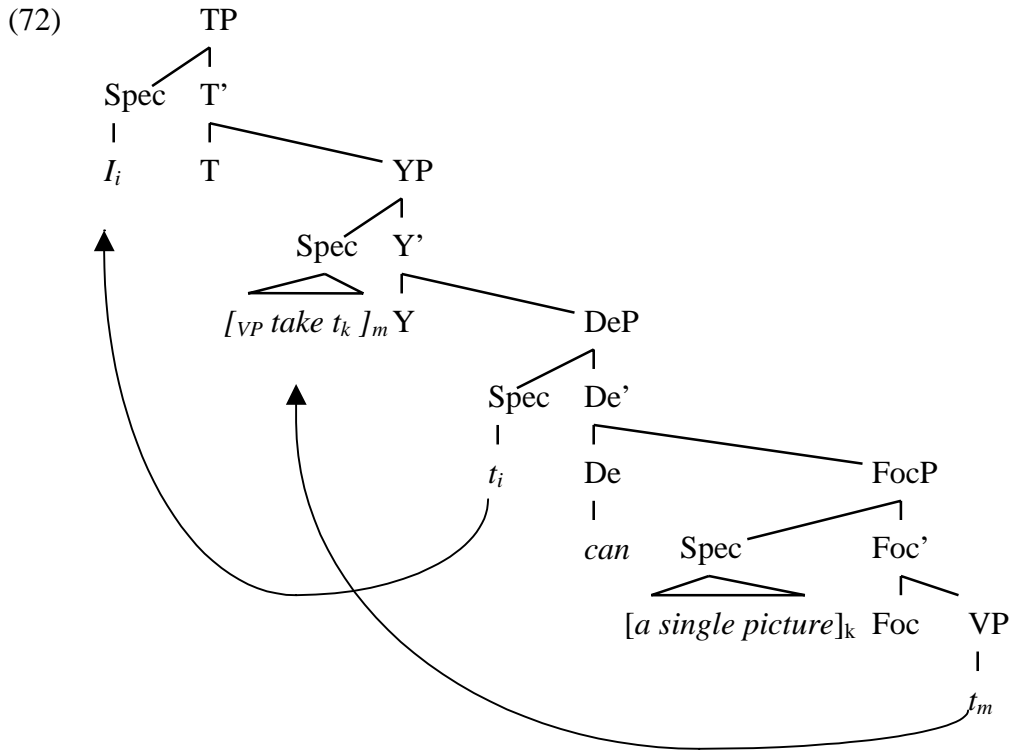 (72) TP
Spec T'
I_i T YP
Spec Y'
[_VP take t_k ]_m Y DeP
Spec De'
t_i De FocP
can Spec Foc'
[a single picture]_k Foc VP
t_m